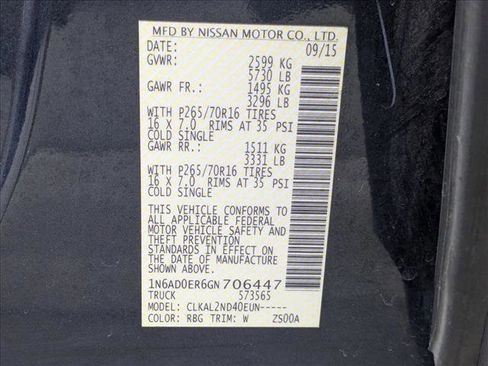 MFD BY NISSAN MOTOR CO., LTD.
DATE: 09/15
GVWR: 2599 KG
5730 LB
GAWR FR.: 1495 KG
3296 LB
WITH P265/70R16 TIRES
16 X 7.0 RIMS AT 35 PSI
COLD SINGLE
GAWR RR.: 1511 KG
3331 LB
WITH P265/70R16 TIRES
16 X 7.0 RIMS AT 35 PSI
COLD SINGLE
THIS VEHICLE CONFORMS TO
ALL APPLICABLE FEDERAL
MOTOR VEHICLE SAFETY AND
THEFT PREVENTION
STANDARDS IN EFFECT ON
THE DATE OF MANUFACTURE
SHOWN ABOVE
1N6AD0ER6GN706447
TRUCK S73565
MODEL: CLKAL2ND40EUN-----
COLOR: RBG TRIM: W ZS00A